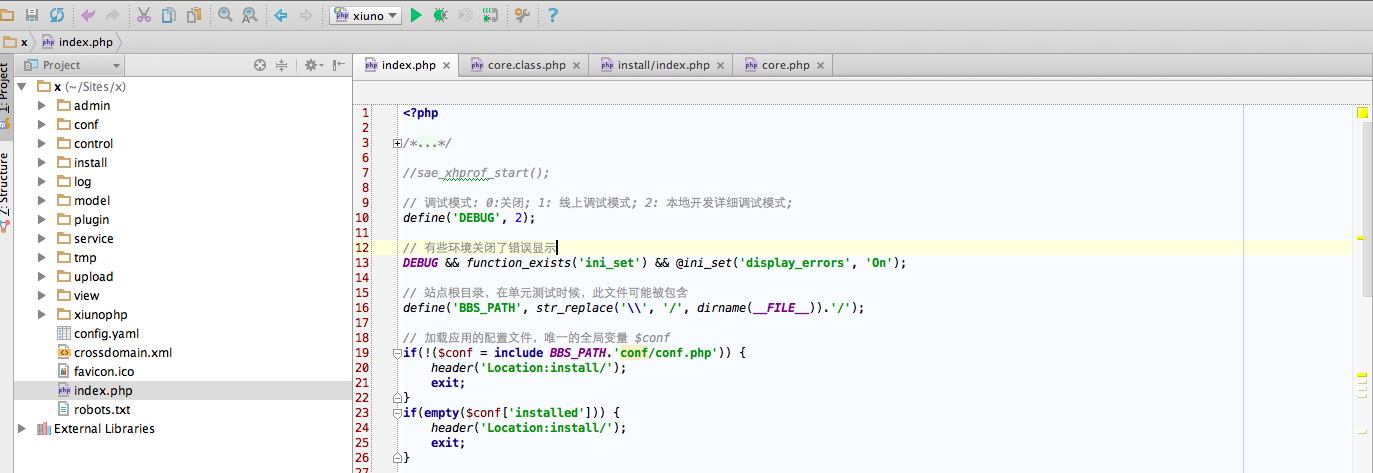 xiuno
x index.php
1: Project
Z: Structure
Project
x (~/Sites/x)
admin
conf
control
install
log
model
plugin
service
tmp
upload
view
xiunophp
config.yaml
crossdomain.xml
favicon.ico
index.php
robots.txt
External Libraries
index.php core.class.php install/index.php core.php
1 <?php
2
3 /*...*/
6
7 //sae_xhprof_start();
8
9 // 调试模式: 0:关闭; 1: 线上调试模式; 2: 本地开发详细调试模式;
10 define('DEBUG', 2);
11
12 // 有些环境关闭了错误显示
13 DEBUG && function_exists('ini_set') && @ini_set('display_errors', 'On');
14
15 // 站点根目录，在单元测试时候，此文件可能被包含
16 define('BBS_PATH', str_replace('\\', '/', dirname(__FILE__)).'/');
17
18 // 加载应用的配置文件，唯一的全局变量 $conf
19 if(!($conf = include BBS_PATH.'conf/conf.php')) {
20 header('Location:install/');
21 exit;
22 }
23 if(empty($conf['installed'])) {
24 header('Location:install/');
25 exit;
26 }
27